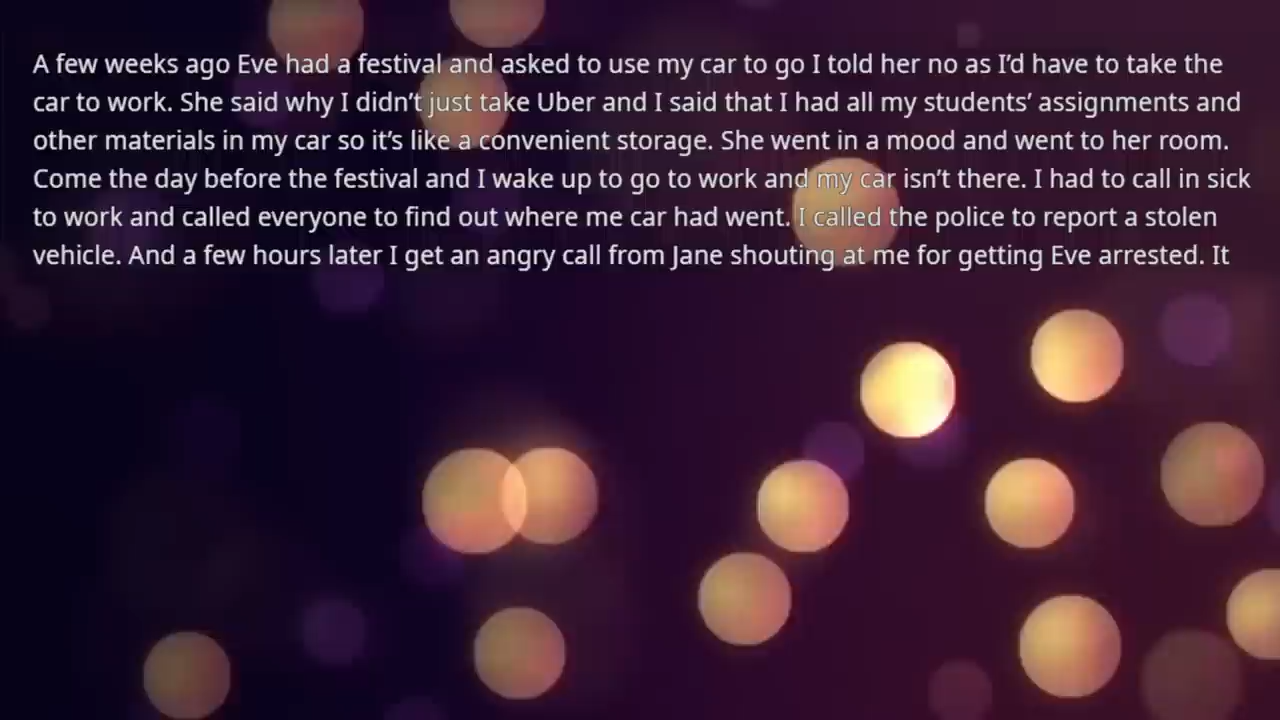 A few weeks ago Eve had a festival and asked to use my car to go I told her no as I’d have to take the
car to work. She said why I didn’t just take Uber and I said that I had all my students’ assignments and
other materials in my car so it’s like a convenient storage. She went in a mood and went to her room.
Come the day before the festival and I wake up to go to work and my car isn’t there. I had to call in sick
to work and called everyone to find out where me car had went. I called the police to report a stolen
vehicle. And a few hours later I get an angry call from Jane shouting at me for getting Eve arrested. It